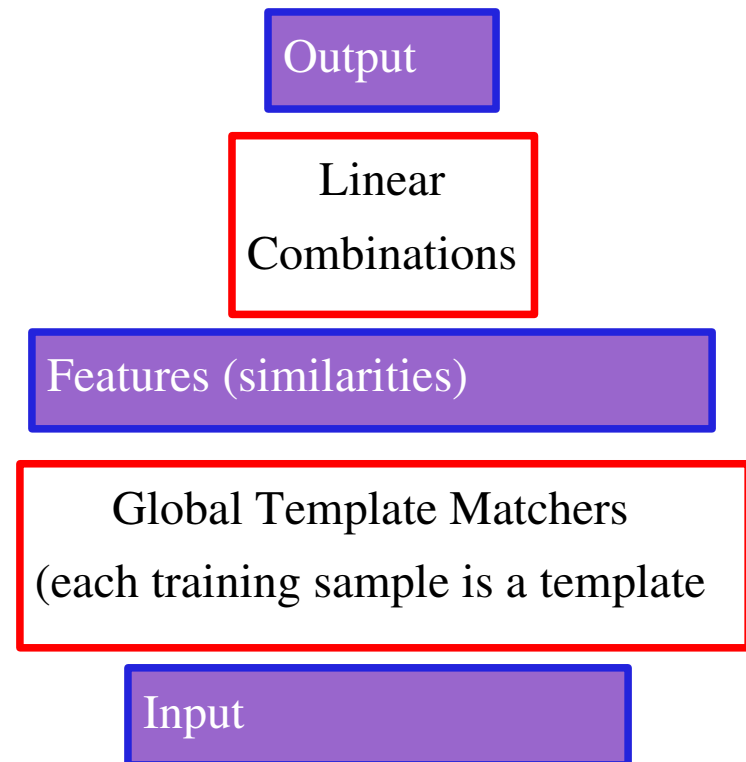 Output
Linear
Combinations
Features (similarities)
Global Template Matchers
(each training sample is a template
Input